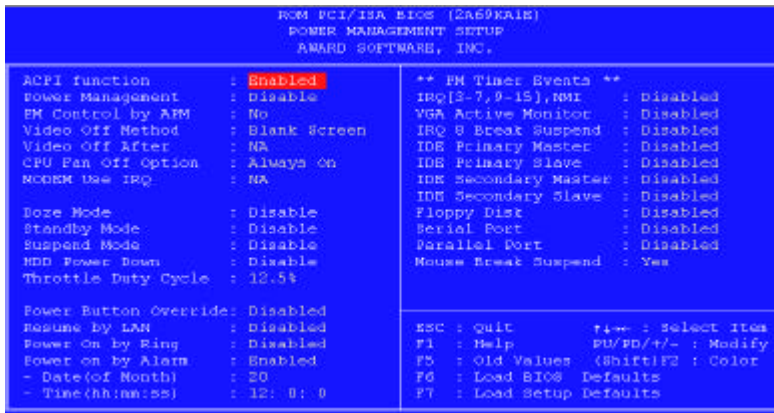 ROM PCI/ISA BIOS (2A69KA1E)
POWER MANAGEMENT SETUP
AWARD SOFTWARE, INC.
ACPI function : Enabled
Power Management : Disable
PM Control by APM : No
Video Off Method : Blank Screen
Video Off After : NA
CPU Fan Off Option : Always On
MODEM Use IRQ : NA
Doze Mode : Disable
Standby Mode : Disable
Suspend Mode : Disable
HDD Power Down : Disable
Throttle Duty Cycle : 12.5%
Power Button Override: Disabled
Resume by LAN : Disabled
Power On by Ring : Disabled
Power on by Alarm : Enabled
- Date(of Month) : 20
- Time(hh:mm:ss) : 12: 0: 0
** PM Timer Events **
IRQ[3-7,9-15],NMI : Disabled
VGA Active Monitor : Disabled
IRQ 8 Break Suspend : Disabled
IDE Primary Master : Disabled
IDE Primary Slave : Disabled
IDE Secondary Master : Disabled
IDE Secondary Slave : Disabled
Floppy Disk : Disabled
Serial Port : Disabled
Parallel Port : Disabled
Mouse Break Suspend : Yes
ESC : Quit ↑↓→← : Select Item
F1 : Help PU/PD/+/- : Modify
F5 : Old Values (Shift)F2 : Color
F6 : Load BIOS Defaults
F7 : Load Setup Defaults